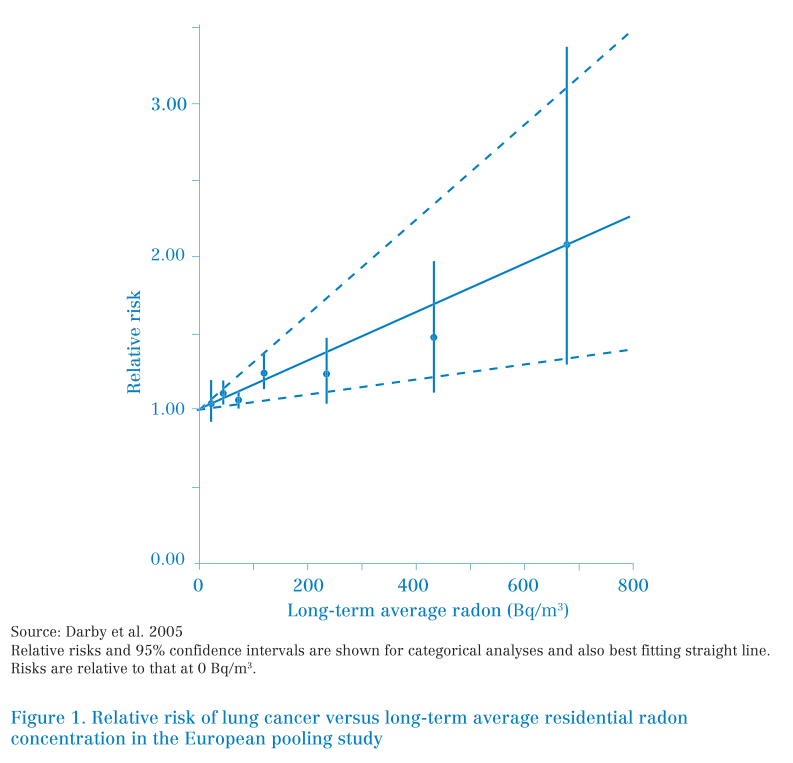 3.00
2.00
1.00
0.00
Relative risk
0 200 400 600 800
Long-term average radon (Bq/m³)
Source: Darby et al. 2005
Relative risks and 95% confidence intervals are shown for categorical analyses and also best fitting straight line.
Risks are relative to that at 0 Bq/m³.
Figure 1. Relative risk of lung cancer versus long-term average residential radon
concentration in the European pooling study